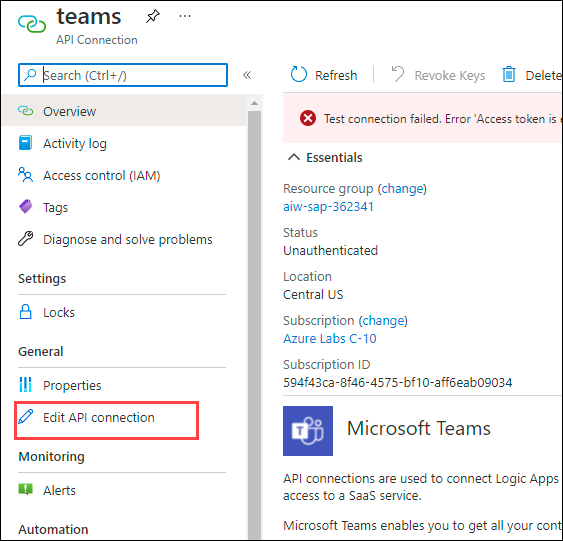 teams
API Connection
Search (Ctrl+/)
Overview
Activity log
Access control (IAM)
Tags
Diagnose and solve problems
Settings
Locks
General
Properties
Edit API connection
Monitoring
Alerts
Automation
Refresh
Revoke Keys
Delete
Test connection failed. Error 'Access token is
Essentials
Resource group (change)
aiw-sap-362341
Status
Unauthenticated
Location
Central US
Subscription (change)
Azure Labs C-10
Subscription ID
594f43ca-8f46-4575-bf10-aff6eab09034
Microsoft Teams
API connections are used to connect Logic Apps
access to a SaaS service.
Microsoft Teams enables you to get all your cont